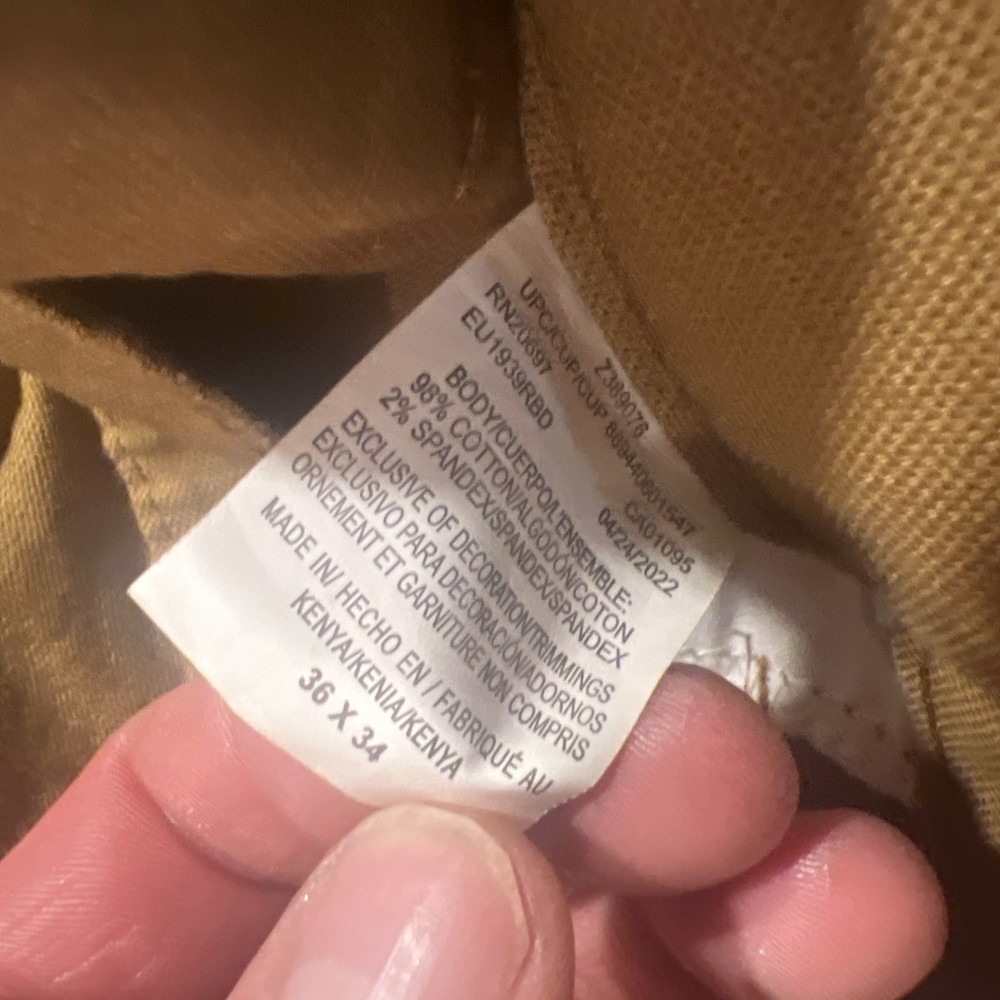 Z389076
UPC/CUP/CUP 889440601547
RN20697 CA01095
EU1939RBD 04/24/2022
BODY/CUERPO/L'ENSEMBLE:
98% COTTON/ALGODÓN/COTON
2% SPANDEX/SPANDEX/SPANDEX
EXCLUSIVE OF DECORATION/TRIMMINGS
EXCLUSIVO PARA DECORACIÓN/ADORNOS
ORNEMENT ET GARNITURE NON COMPRIS
MADE IN/ HECHO EN / FABRIQUÉ AU
KENYA/KENIA/KENYA
36 X 34